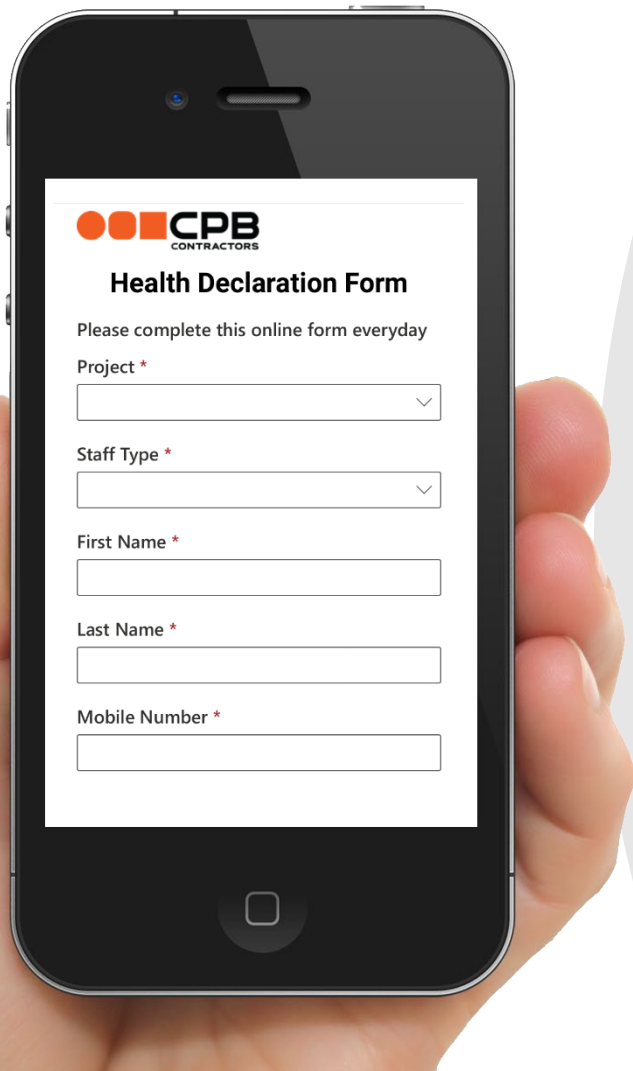 CPB
CONTRACTORS
Health Declaration Form
Please complete this online form everyday
Project *
Staff Type *
First Name *
Last Name *
Mobile Number *